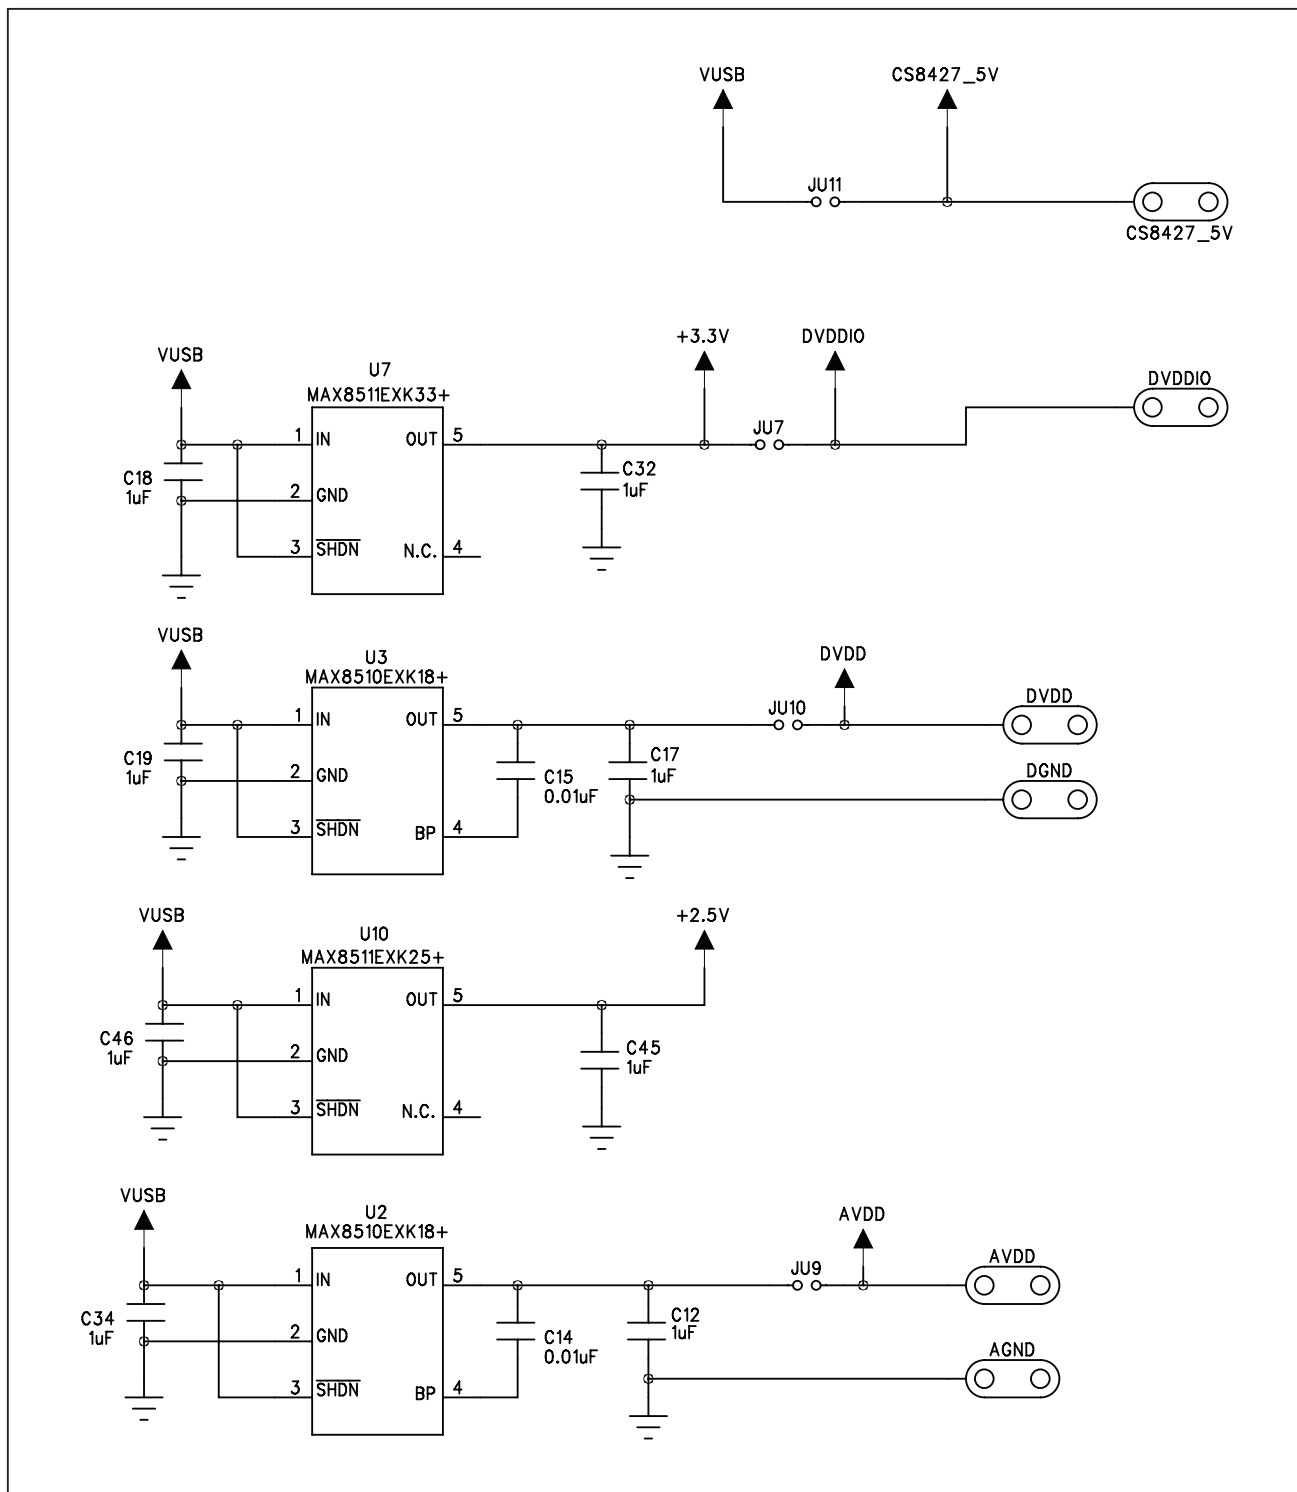 VUSB
CS8427_5V
JU11
CS8427_5V
VUSB
U7
MAX8511EXK33+
+3.3V
DVDDIO
DVDDIO
1 IN OUT 5
JU7
C18
1uF
C32
1uF
2 GND
3 SHDN N.C. 4
VUSB
U3
MAX8510EXK18+
DVDD
DVDD
1 IN OUT 5
JU10
C19
1uF
C15
0.01uF
C17
1uF
DGND
2 GND
3 SHDN BP 4
VUSB
U10
MAX8511EXK25+
+2.5V
1 IN OUT 5
C46
1uF
C45
1uF
2 GND
3 SHDN N.C. 4
VUSB
U2
MAX8510EXK18+
AVDD
AVDD
1 IN OUT 5
JU9
C34
1uF
C14
0.01uF
C12
1uF
2 GND
AGND
3 SHDN BP 4